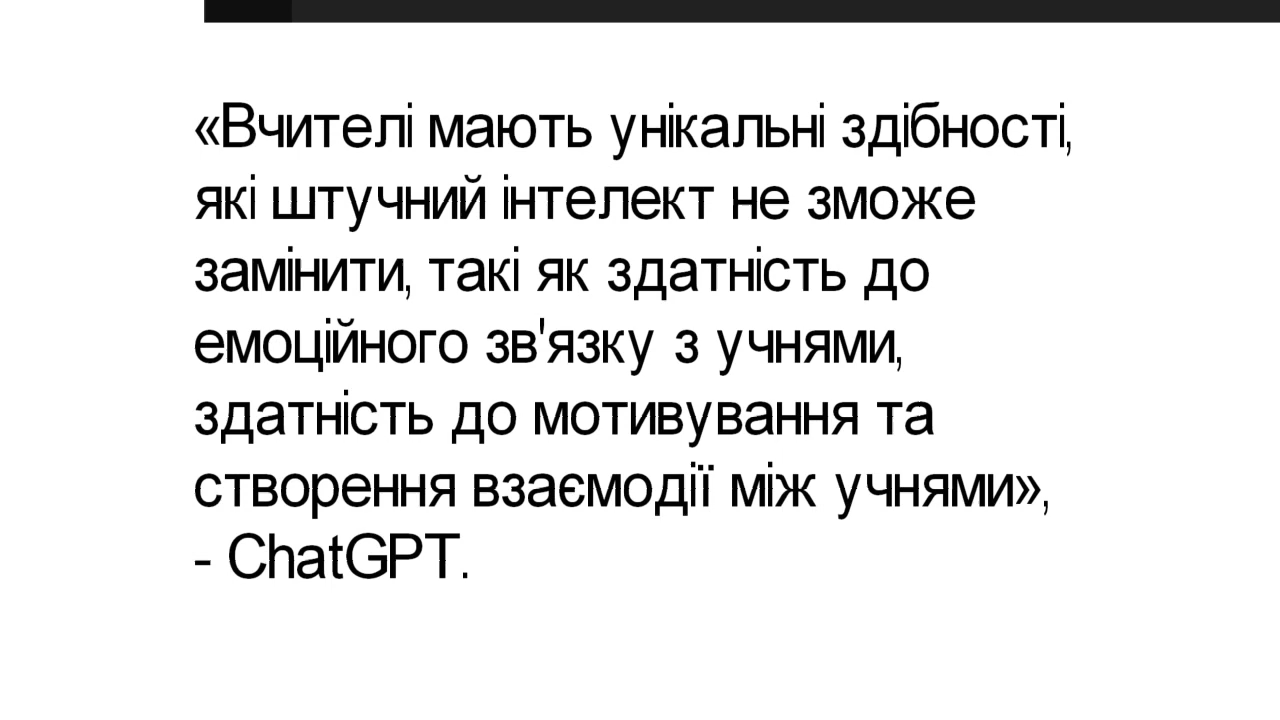 «Вчителі мають унікальні здібності,
які штучний інтелект не зможе
замінити, такі як здатність до
емоційного зв'язку з учнями,
здатність до мотивування та
створення взаємодії між учнями»,
- ChatGPT.